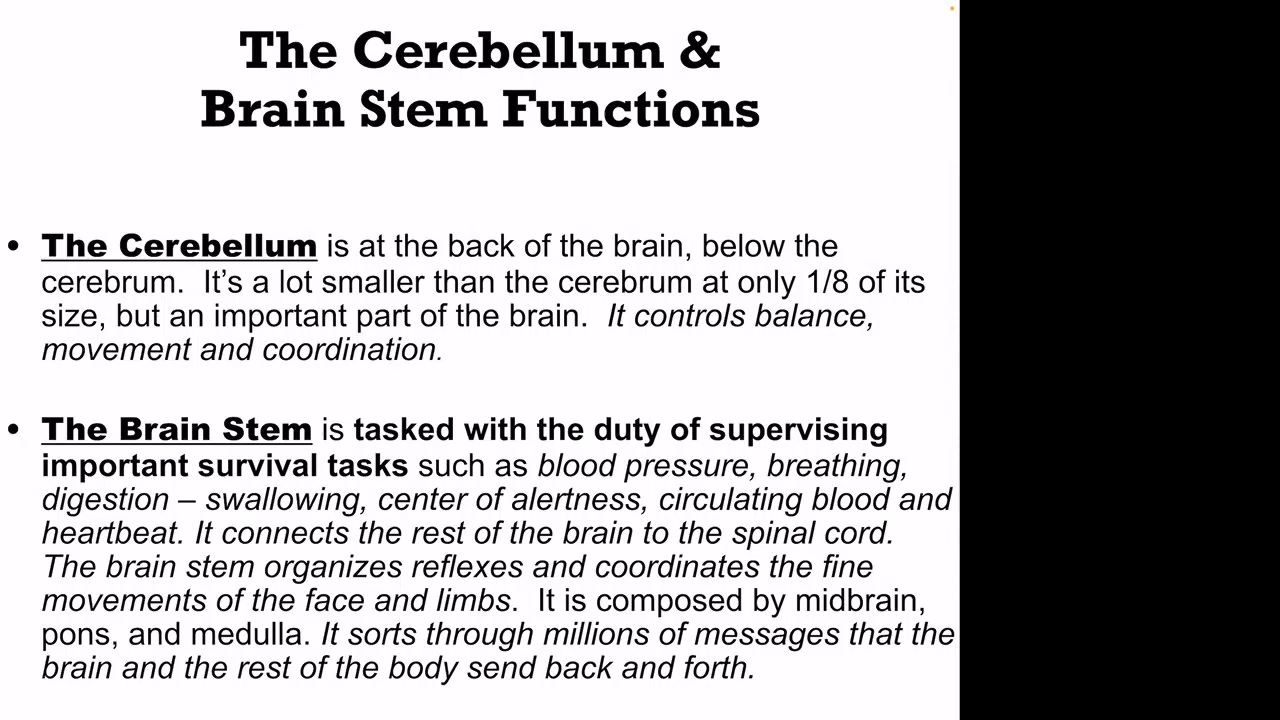 The Cerebellum &
Brain Stem Functions
• The Cerebellum is at the back of the brain, below the
cerebrum.  It’s a lot smaller than the cerebrum at only 1/8 of its
size, but an important part of the brain.  It controls balance,
movement and coordination.
• The Brain Stem is tasked with the duty of supervising
important survival tasks such as blood pressure, breathing,
digestion – swallowing, center of alertness, circulating blood and
heartbeat. It connects the rest of the brain to the spinal cord.
The brain stem organizes reflexes and coordinates the fine
movements of the face and limbs.  It is composed by midbrain,
pons, and medulla. It sorts through millions of messages that the
brain and the rest of the body send back and forth.